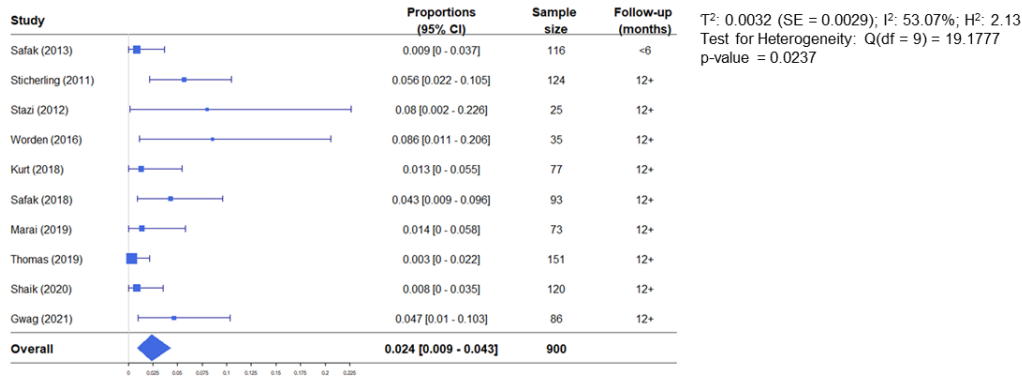 Study Proportions (95% CI) Sample size Follow-up (months)
Safak (2013) 0.009 [0 - 0.037) 116 <6
Sticherling (2011) 0.056 [0.022 - 0.105) 124 12+
Stazi (2012) 0.08 [0.002 - 0.226) 25 12+
Worden (2016) 0.086 [0.011 - 0.206) 35 12+
Kurt (2018) 0.013 [0 - 0.055) 77 12+
Safak (2018) 0.043 [0.009 - 0.096) 93 12+
Marai (2019) 0.014 [0 - 0.058) 73 12+
Thomas (2019) 0.003 [0 - 0.022) 151 12+
Shaik (2020) 0.008 [0 - 0.035) 120 12+
Gwag (2021) 0.047 [0.01 - 0.103) 86 12+
Overall 0.024 [0.009 - 0.043) 900
0 0.025 0.05 0.075 0.1 0.125 0.15 0.175 0.2 0.225
T²: 0.0032 (SE = 0.0029); I²: 53.07%; H²: 2.13
Test for Heterogeneity: Q(df = 9) = 19.1777
p-value = 0.0237